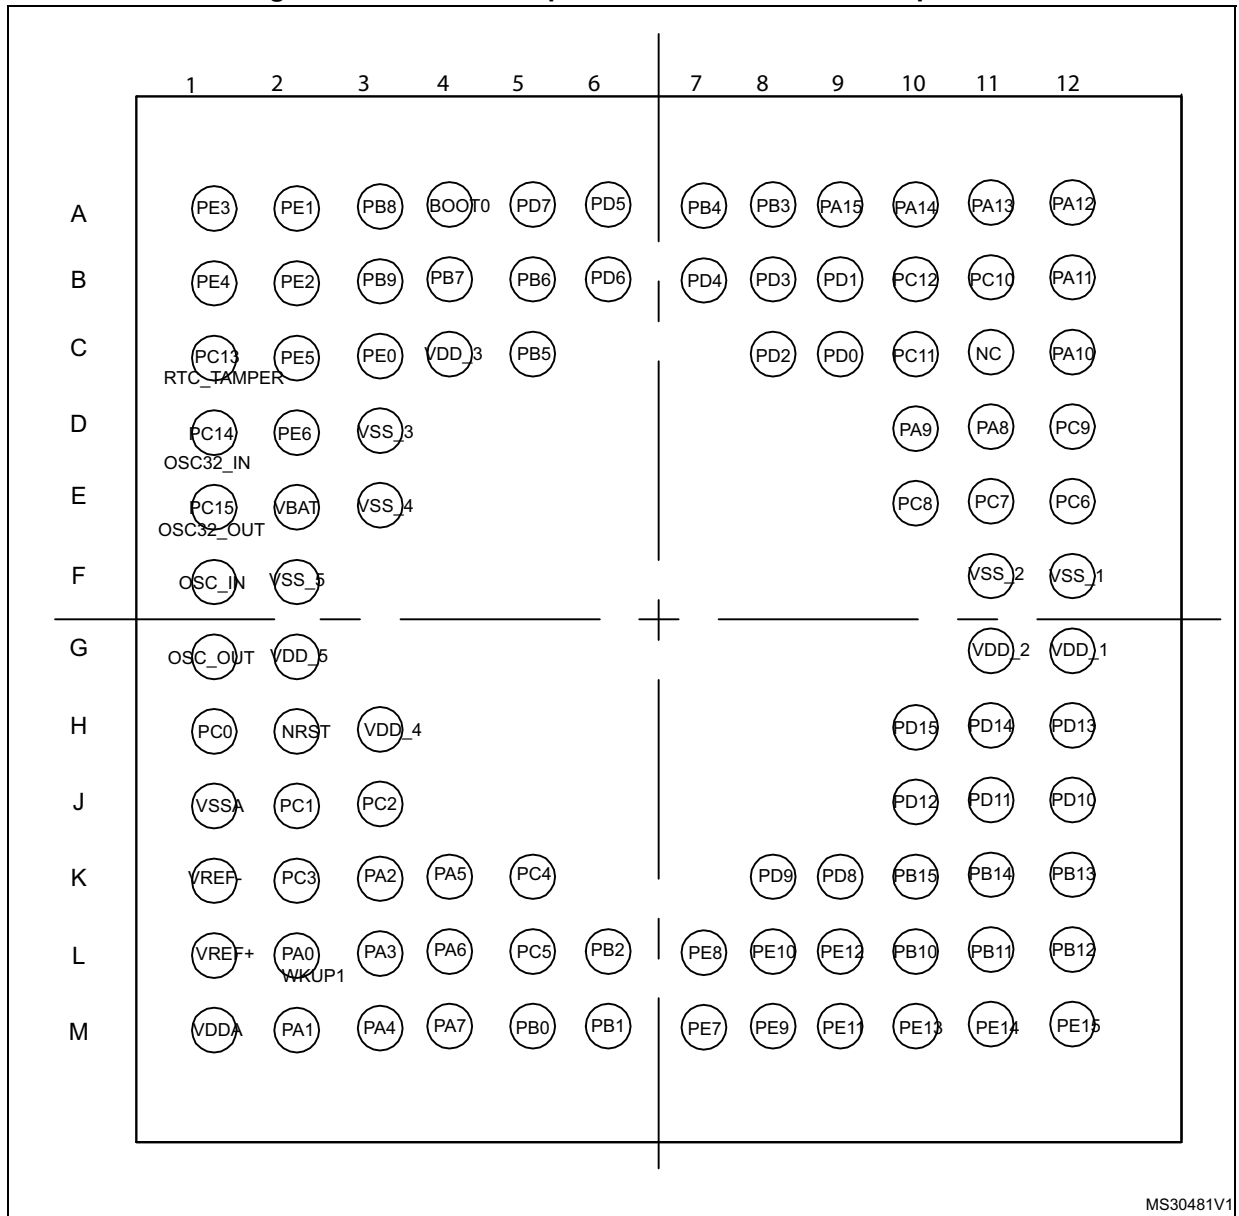 1 2 3 4 5 6 7 8 9 10 11 12
A PE3 PE1 PB8 BOOT0 PD7 PD5 PB4 PB3 PA15 PA14 PA13 PA12
B PE4 PE2 PB9 PB7 PB6 PD6 PD4 PD3 PD1 PC12 PC10 PA11
C PC13 PE5 PE0 VDD_3 PB5 PD2 PD0 PC11 NC PA10
RTC_TAMPER
D PC14 PE6 VSS_3 PA9 PA8 PC9
OSC32_IN
E PC15 VBAT VSS_4 PC8 PC7 PC6
OSC32_OUT
F OSC_IN VSS_5 VSS_2 VSS_1
G OSC_OUT VDD_5 VDD_2 VDD_1
H PC0 NRST VDD_4 PD15 PD14 PD13
J VSSA PC1 PC2 PD12 PD11 PD10
K VREF- PC3 PA2 PA5 PC4 PD9 PD8 PB15 PB14 PB13
L VREF+ PA0 PA3 PA6 PC5 PB2 PE8 PE10 PE12 PB10 PB11 PB12
WKUP1
M VDDA PA1 PA4 PA7 PB0 PB1 PE7 PE9 PE11 PE13 PE14 PE15
MS30481V1